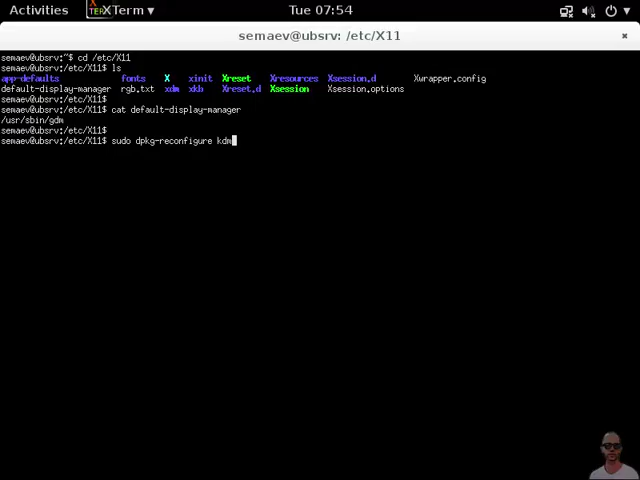 Activities XTerm ▾ Tue 07:54
semaev@ubsrv: /etc/X11
semaev@ubsrv:~$ cd /etc/X11
semaev@ubsrv:/etc/X11$ ls
app-defaults fonts X xinit Xreset Xresources Xsession.d Xwrapper.config
default-display-manager rgb.txt xdm xkb Xreset.d Xsession Xsession.options
semaev@ubsrv:/etc/X11$
semaev@ubsrv:/etc/X11$ cat default-display-manager
/usr/sbin/gdm
semaev@ubsrv:/etc/X11$
semaev@ubsrv:/etc/X11$ sudo dpkg-reconfigure kdm